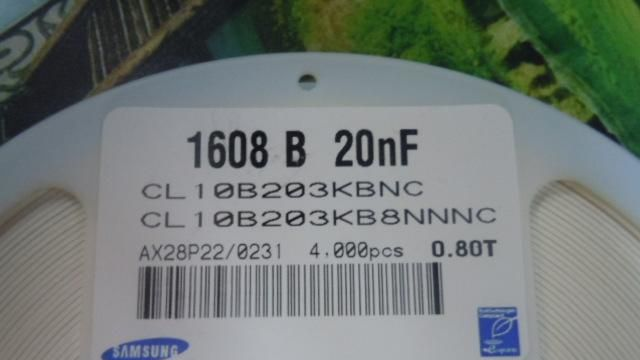 1608 B 20nF
CL10B203KBNC
CL10B203KB8NNNC
AX28P22/0231 4,000pcs 0.80T
SAMSUNG